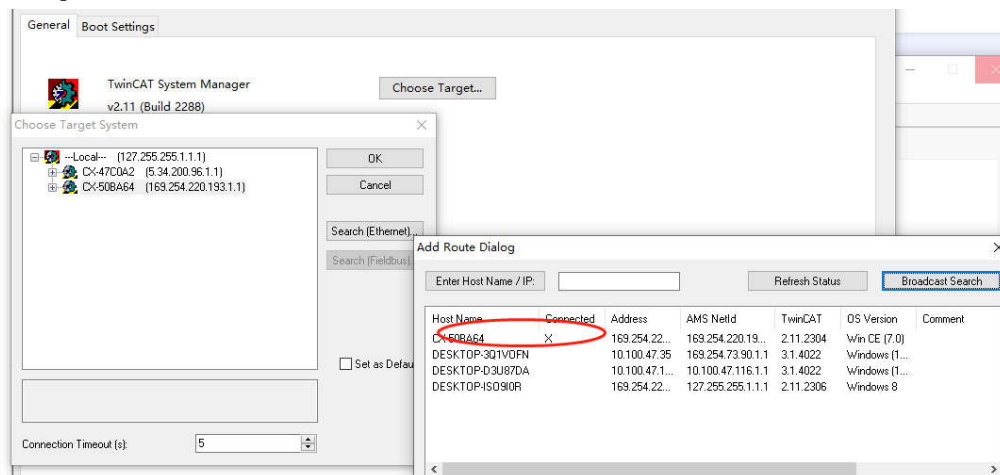 General Boot Settings
TwinCAT System Manager
v2.11 (Build 2288)
Choose Target...
Choose Target System
---Local--- (127.255.255.1.1.1)
CX-47C0A2 (5.34.200.96.1.1)
CX-50BA64 (169.254.220.193.1.1)
OK
Cancel
Search (Ethernet)...
Search (Fieldbus)
Set as Defau
Connection Timeout (s): 5
Add Route Dialog
Enter Host Name / IP: Refresh Status Broadcast Search
Host Name Connected Address AMS NetId TwinCAT OS Version Comment
CX-50BA64 X 169.254.22... 169.254.220.19... 2.11.2304 Win CE (7.0)
DESKTOP-3Q1VOFN 10.100.47.35 169.254.73.90.1.1 3.1.4022 Windows (1...
DESKTOP-D3U87DA 10.100.47.1... 10.100.47.116.1.1 3.1.4022 Windows (1...
DESKTOP-ISO9I0R 169.254.22... 127.255.255.1.1.1 2.11.2306 Windows 8